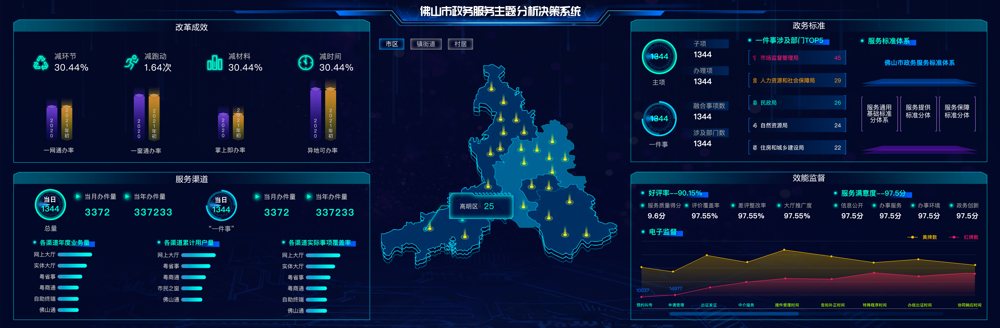 佛山市政务服务主题分析决策系统
改革成效
减环节
30.44%
减跑动
1.64次
减材料
30.44%
减时间
30.44%
2020
2021年初
2020
2021年初
2020
2021年初
2020
2021年初
一网通办率
一窗通办率
掌上即办率
异地可办率
服务渠道
当日
1344
总量
当月办件量
3372
当年办件量
337233
当日
1344
“一件事”
当月办件量
3372
当年办件量
337233
各渠道年度业务量
网上大厅
实体大厅
粤省事
粤商通
自助终端
佛山通
各渠道累计用户量
网上大厅
粤省事
粤商通
市民之窗
佛山通
各渠道实际事项覆盖率
网上大厅
实体大厅
粤省事
粤商通
自助终端
佛山通
市区
镇街道
村居
高明区 25
政务标准
1344
主项
子项
1344
办理项
1344
1344
一件事
融合事项数
1344
涉及部门数
1344
一件事涉及部门TOP5
1 市场监督管理局 45
2 人力资源和社会保障局 29
3 民政局 26
4 自然资源局 24
5 住房和城乡建设局 22
服务标准体系
佛山市政务服务标准体系
服务通用
基础标准
分体系
服务提供
标准分体
服务保障
标准分体
效能监督
好评率--90.15%
服务质量得分
9.6分
评价覆盖率
97.55%
差评整改率
97.55%
大厅推广度
97.55%
服务满意度--97.5分
信息公开
97.5分
办事服务
97.5分
办事环境
97.5分
政务创新
97.5分
电子监督
黄牌数
红牌数
10037
14977
预约叫号
申请受理
出证发证
中介服务
接件受理时间
告知补正时间
特殊程序时间
办结出证时间
协同响应时间